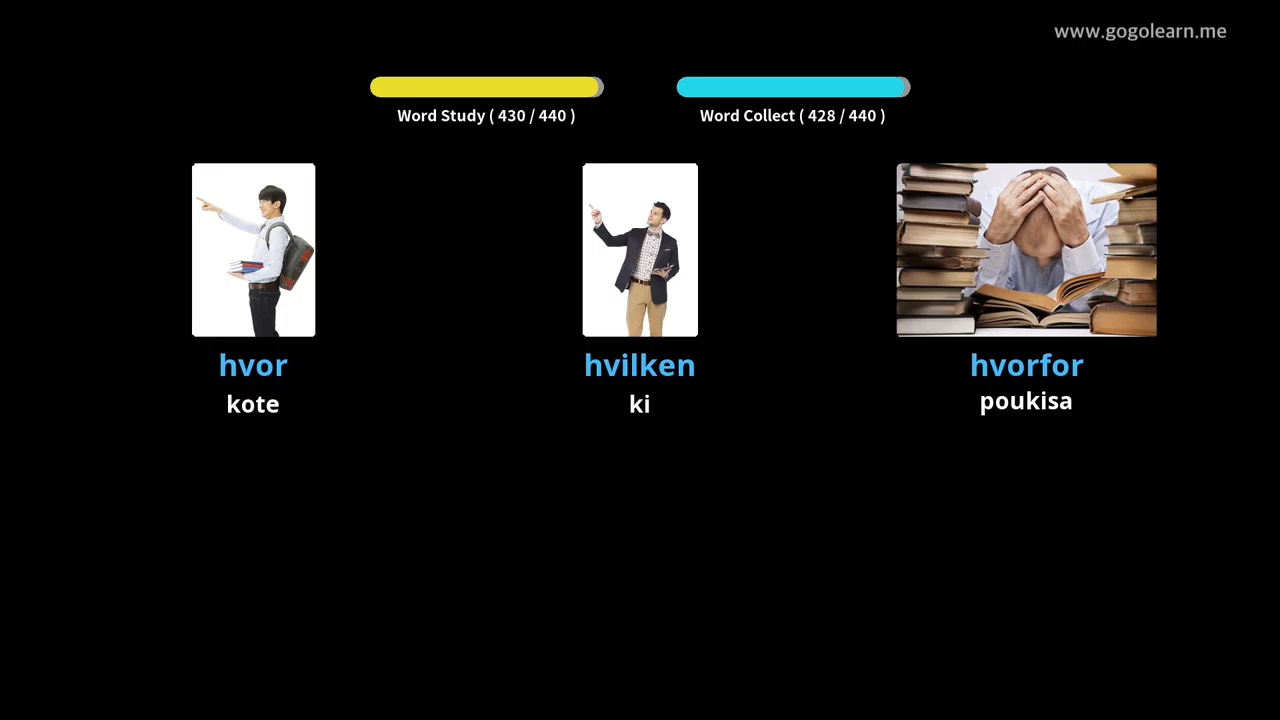 www.gogolearn.me
Word Study ( 430 / 440 )
Word Collect ( 428 / 440 )
hvor
hvilken
hvorfor
kote
ki
poukisa